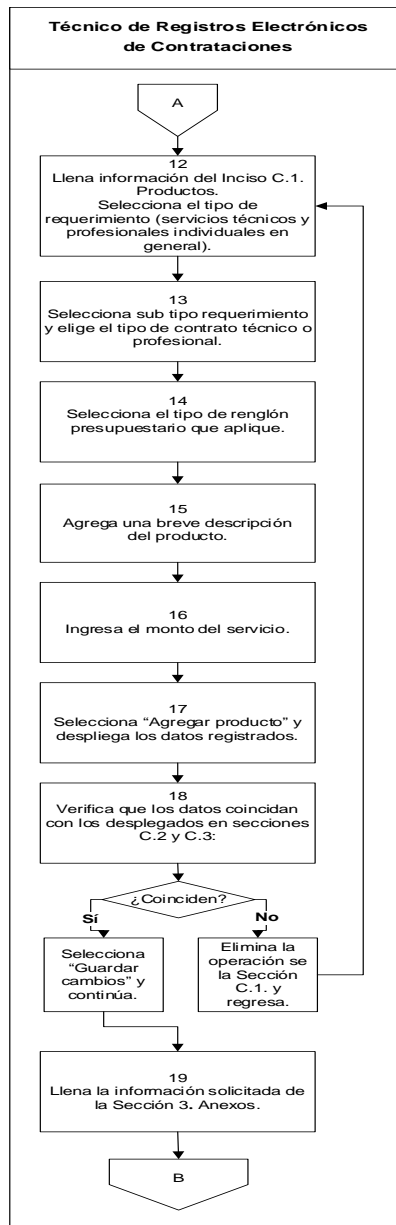 Técnico de Registros Electrónicos
de Contrataciones
A
12
Llena información del Inciso C.1.
Productos.
Selecciona el tipo de
requerimiento (servicios técnicos y
profesionales individuales en
general).
13
Selecciona sub tipo requerimiento
y elige el tipo de contrato técnico o
profesional.
14
Selecciona el tipo de renglón
presupuestario que aplique.
15
Agrega una breve descripción
del producto.
16
Ingresa el monto del servicio.
17
Selecciona “Agregar producto” y
despliega los datos registrados.
18
Verifica que los datos coincidan
con los desplegados en secciones
C.2 y C.3:
¿Coinciden?
Sí
No
Selecciona
“Guardar
cambios” y
continúa.
Elimina la
operación se
la Sección
C.1. y
regresa.
19
Llena la información solicitada de
la Sección 3. Anexos.
B